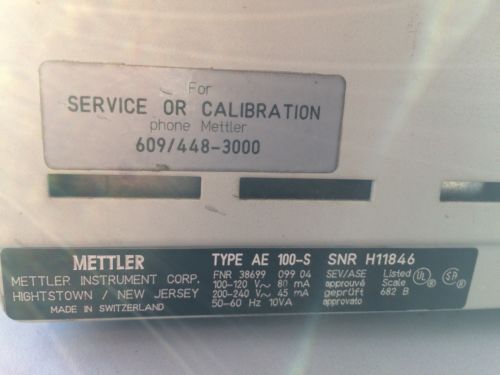 For
SERVICE OR CALIBRATION
phone Mettler
609/448-3000
METTLER
METTLER INSTRUMENT CORP.
HIGHTSTOWN / NEW JERSEY
MADE IN SWITZERLAND
TYPE AE 100-S SNR H11846
FNR 38699 099 04
100-120 V~ 80 mA
200-240 V~ 45 mA
50-60 Hz 10VA
SEV/ASE
approuvé
geprüft
approvato
Listed
Scale
682 B
UL